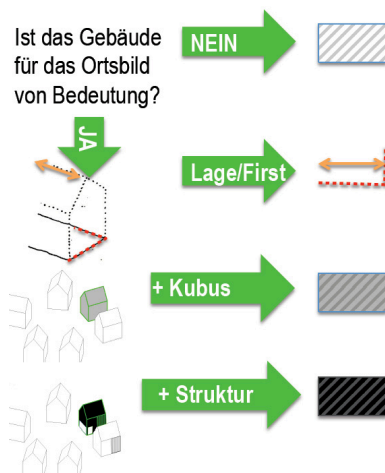 Ist das Gebäude
für das Ortsbild
von Bedeutung?
NEIN
JA
Lage/First
+ Kubus
+ Struktur